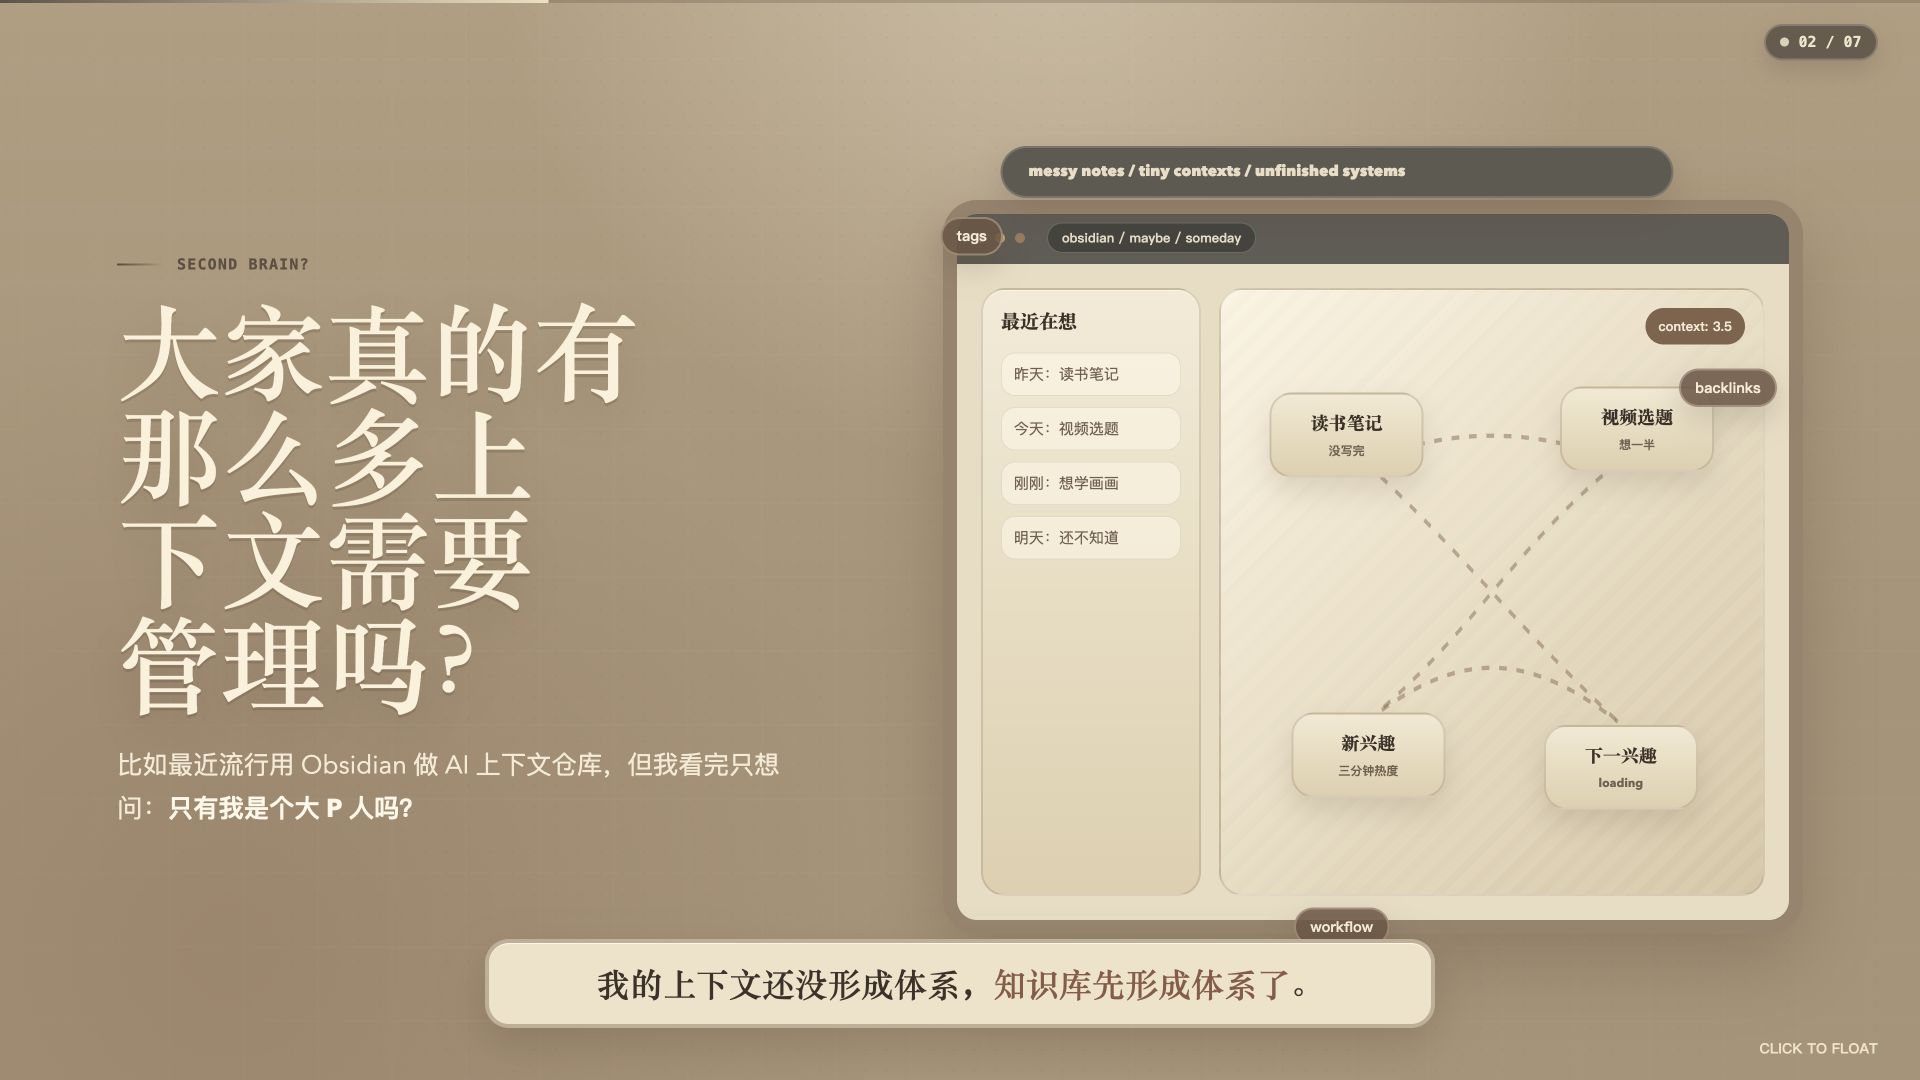 02 / 07
SECOND BRAIN?
大家真的有
那么多上
下文需要
管理吗?
比如最近流行用 Obsidian 做 AI 上下文仓库，但我看完只想
问：只有我是个大 P 人吗?
messy notes / tiny contexts / unfinished systems
tags
obsidian / maybe / someday
最近在想
昨天：读书笔记
今天：视频选题
刚刚：想学画画
明天：还不知道
context: 3.5
backlinks
读书笔记
没写完
视频选题
想一半
新兴趣
三分钟热度
下一兴趣
loading
workflow
我的上下文还没形成体系，知识库先形成体系了。
CLICK TO FLOAT